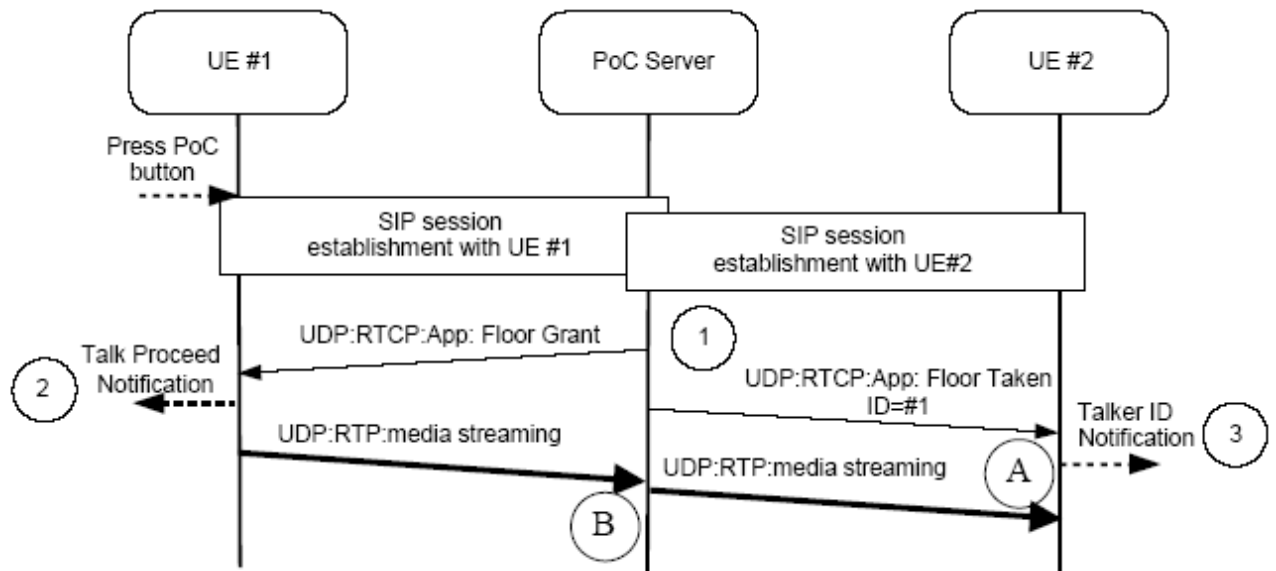 UE #1
PoC Server
UE #2
Press PoC
button
SIP session
establishment with UE #1
SIP session
establishment with UE#2
UDP:RTCP:App: Floor Grant
1
Talk Proceed
Notification
2
UDP:RTCP:App: Floor Taken
ID=#1
Talker ID
Notification
3
UDP:RTP:media streaming
UDP:RTP:media streaming
A
B